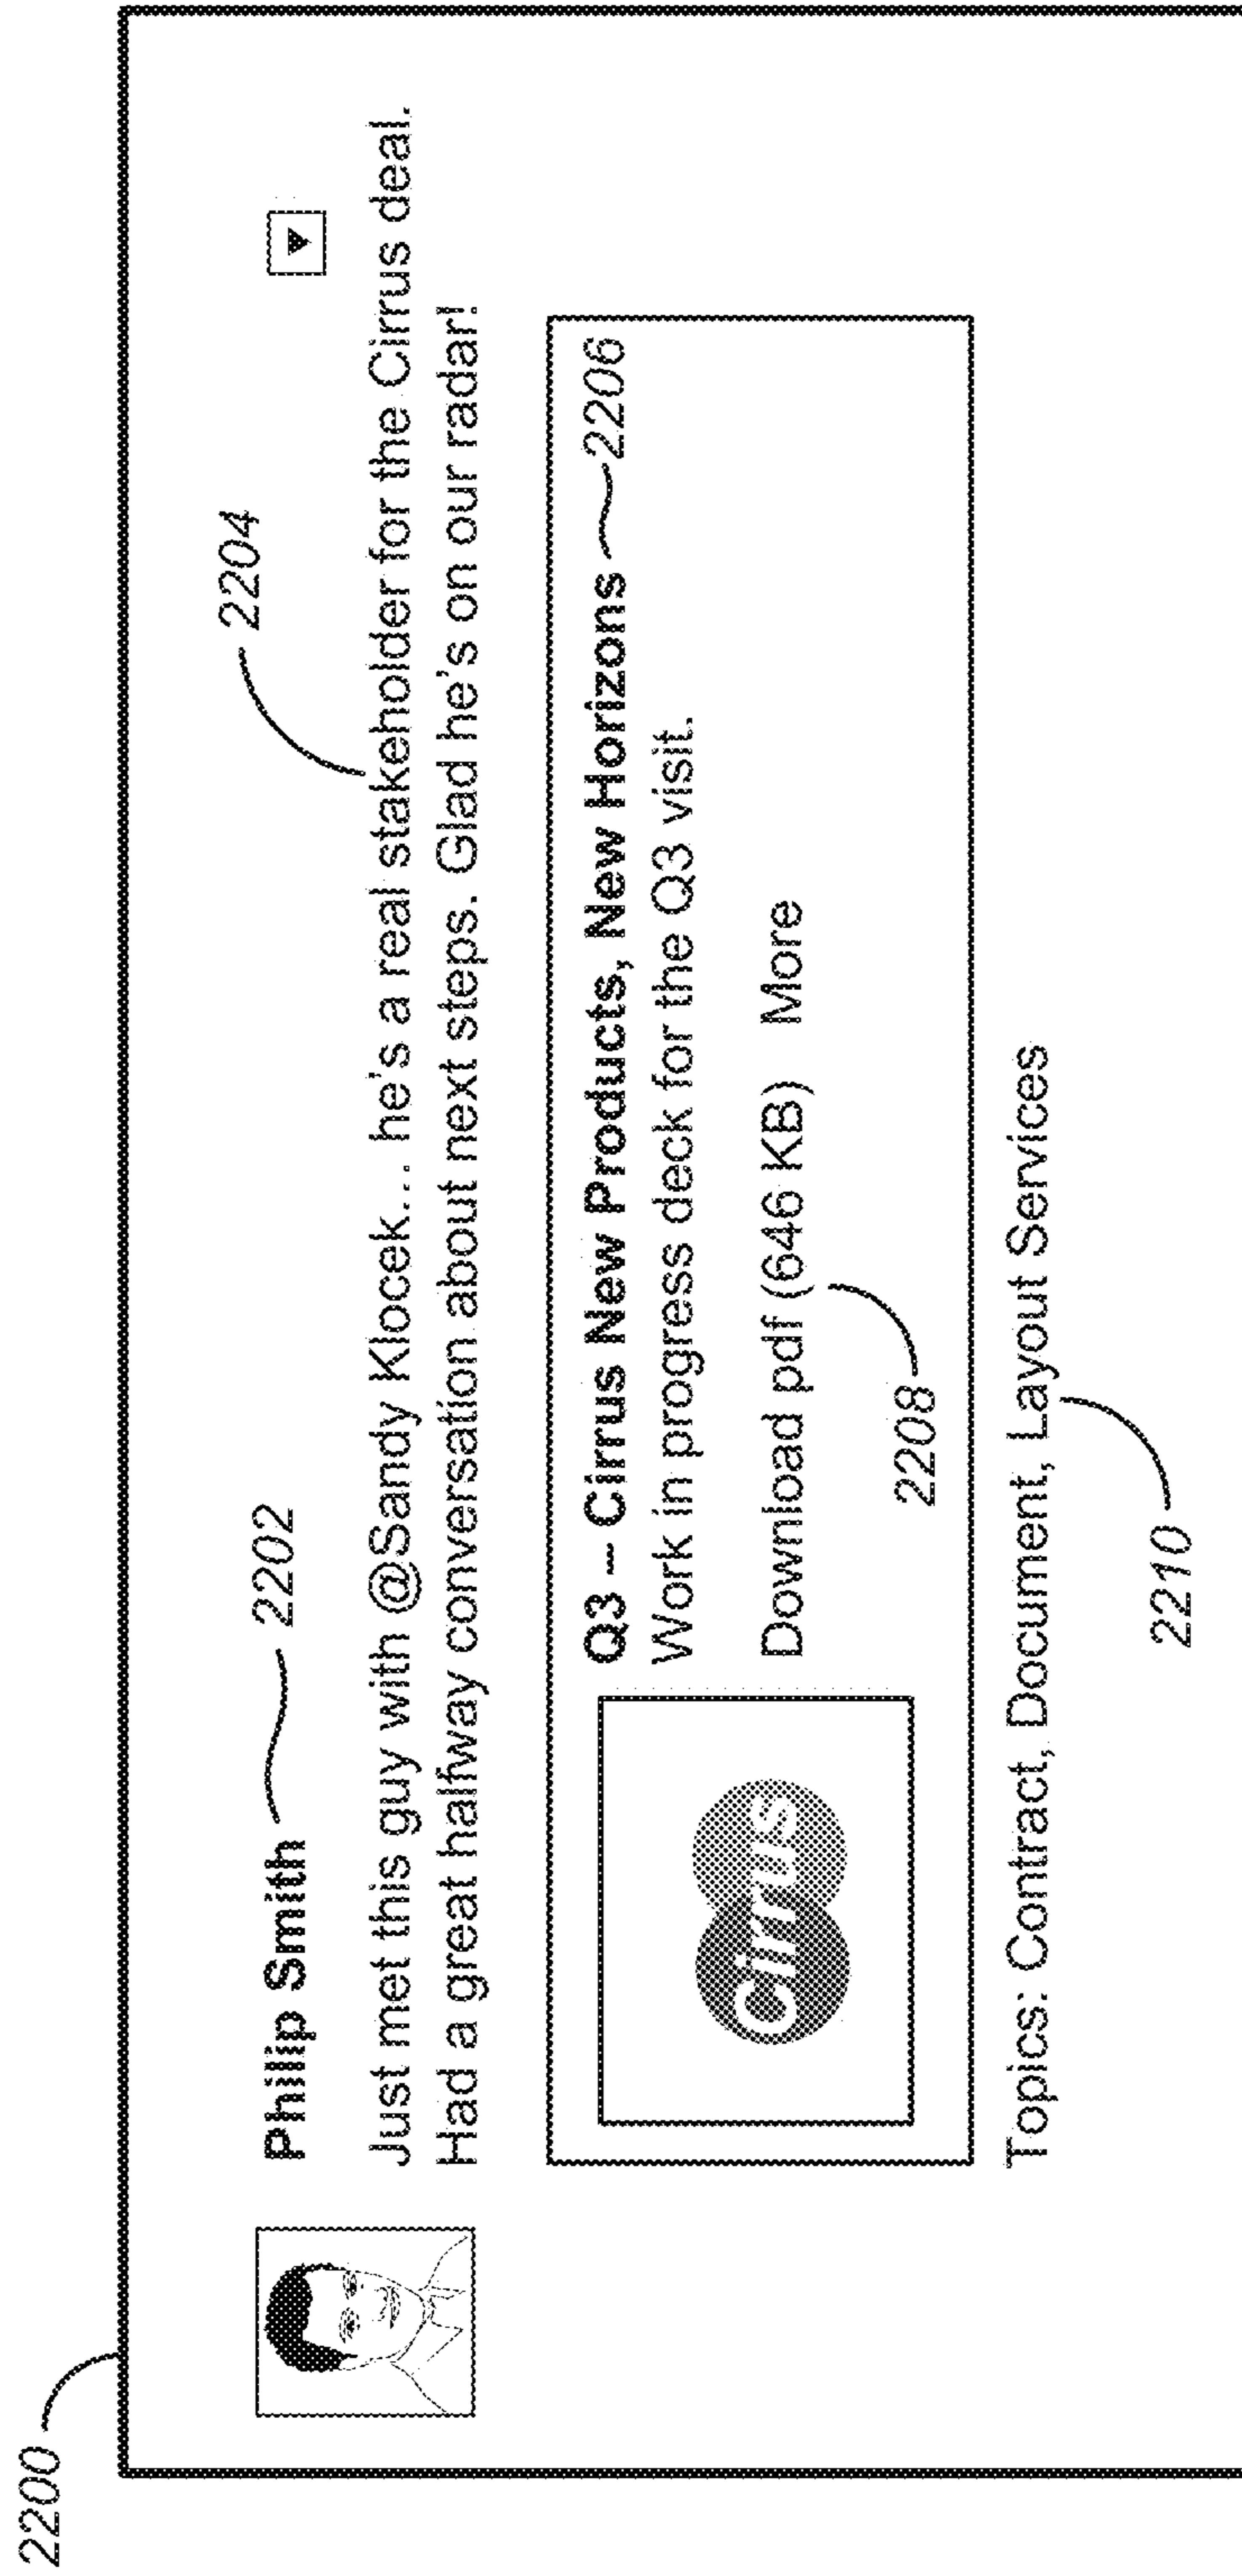 2200
Philip Smith 2202
2204
Just met this guy with @Sandy Klocek... he's a real stakeholder for the Cirrus deal.
Had a great halfway conversation about next steps. Glad he's on our radar!
Q3 – Cirrus New Products, New Horizons 2206
Work in progress deck for the Q3 visit.
Cirrus
Download pdf (646 KB) More
2208
Topics: Contract, Document, Layout Services
2210